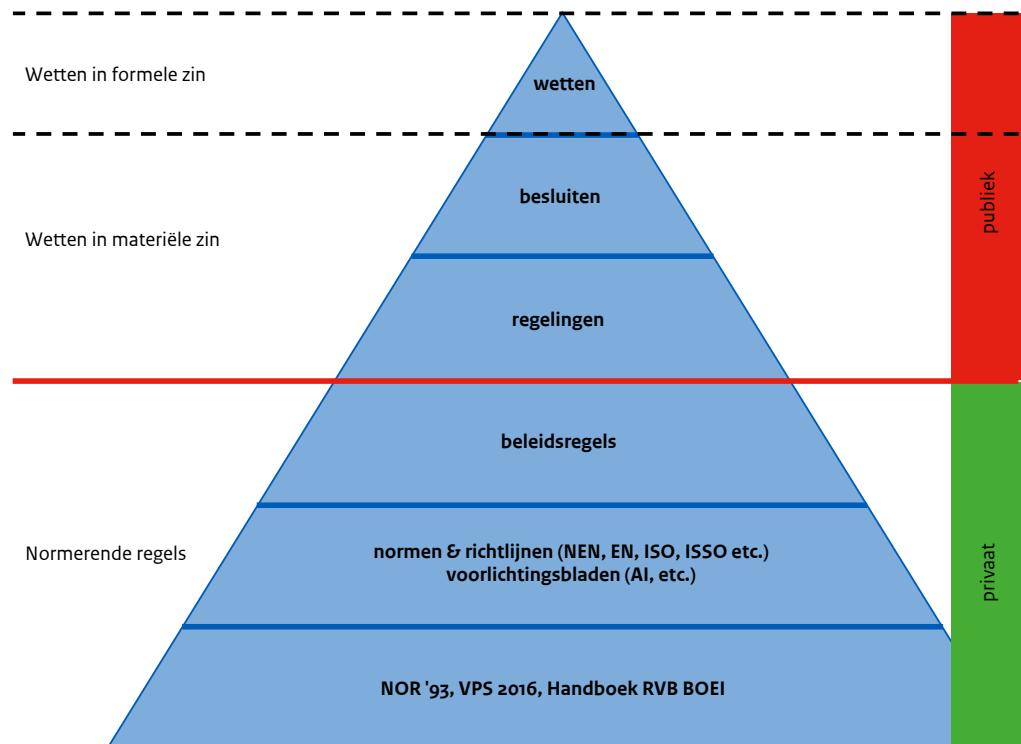 Wetten in formele zin
wetten
publiek
besluiten
Wetten in materiële zin
regelingen
beleidsregels
Normerende regels
normen & richtlijnen (NEN, EN, ISO, ISSO etc.)
voorlichtingsbladen (AI, etc.)
privaat
NOR '93, VPS 2016, Handboek RVB BOEI